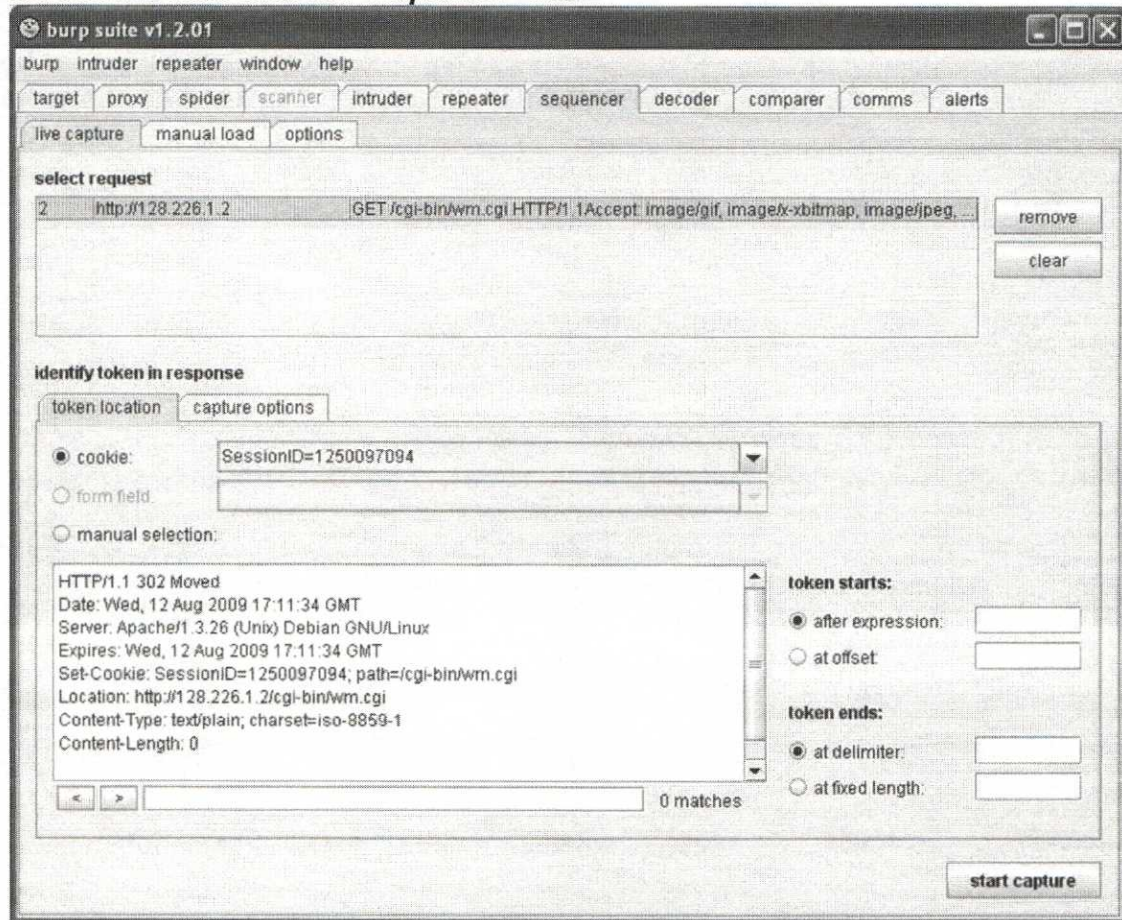 burp suite v1.2.01
burp intruder repeater window help
target proxy spider scanner intruder repeater sequencer decoder comparer comms alerts
live capture manual load options
select request
2 http://128.226.1.2 GET /cgi-bin/wm.cgi HTTP/1.1Accept: image/gif, image/x-xbitmap, image/jpeg, ...
remove
clear
identify token in response
token location capture options
cookie: SessionID=1250097094
form field:
manual selection:
HTTP/1.1 302 Moved
Date: Wed, 12 Aug 2009 17:11:34 GMT
Server: Apache/1.3.26 (Unix) Debian GNU/Linux
Expires: Wed, 12 Aug 2009 17:11:34 GMT
Set-Cookie: SessionID=1250097094; path=/cgi-bin/wm.cgi
Location: http://128.226.1.2/cgi-bin/wm.cgi
Content-Type: text/plain; charset=iso-8859-1
Content-Length: 0
< > 0 matches
token starts:
after expression:
at offset:
token ends:
at delimiter:
at fixed length:
start capture